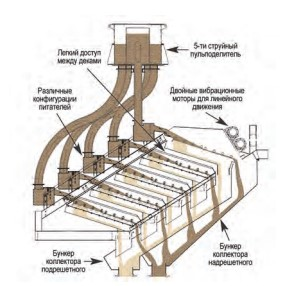 Легкий доступ
между деками
5-ти струйный
пульподелитель
Различные
конфигурации
питателей
Двойные вибрационные
моторы для линейного
движения
Бункер
коллектора
подрешетного
Бункер
коллектора
надрешетного